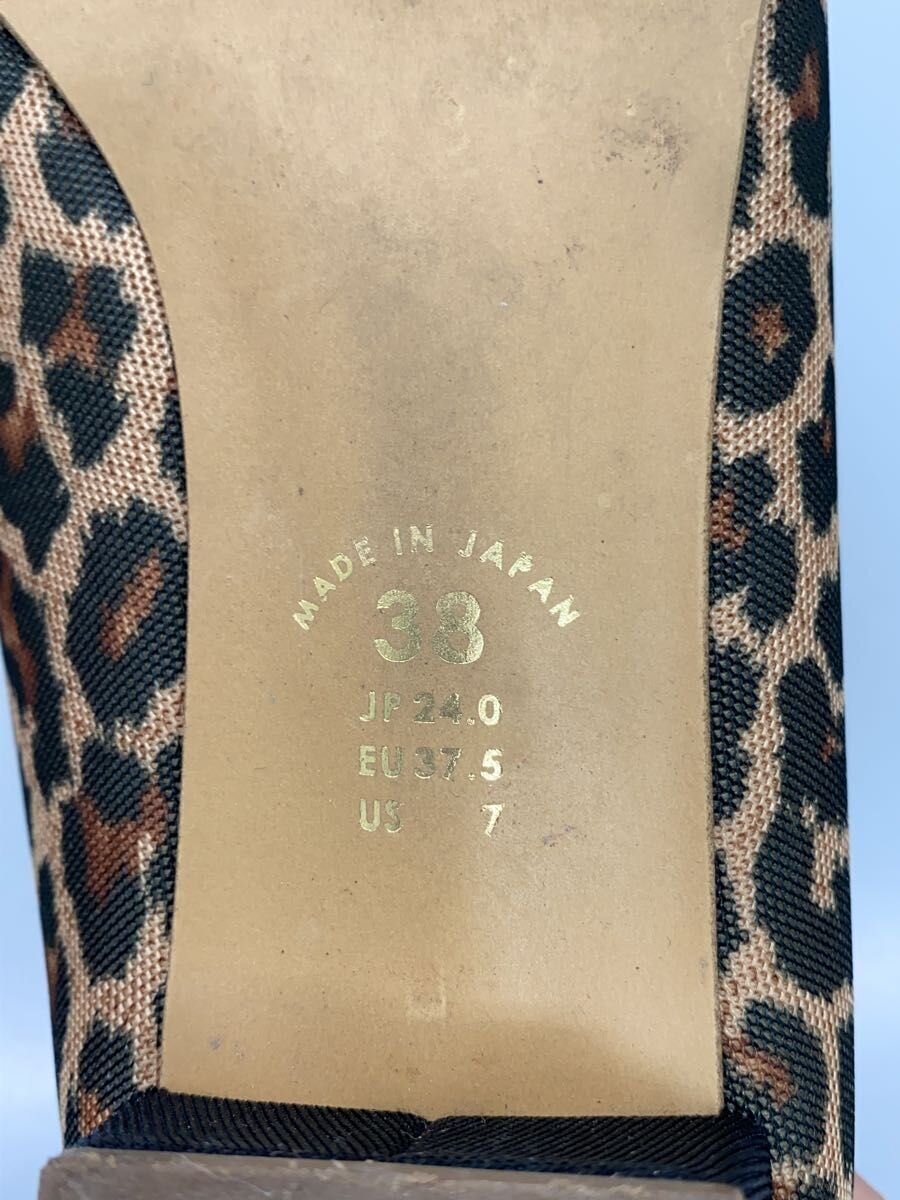 MADE IN JAPAN
38
JP 24.0
EU 37.5
US 7